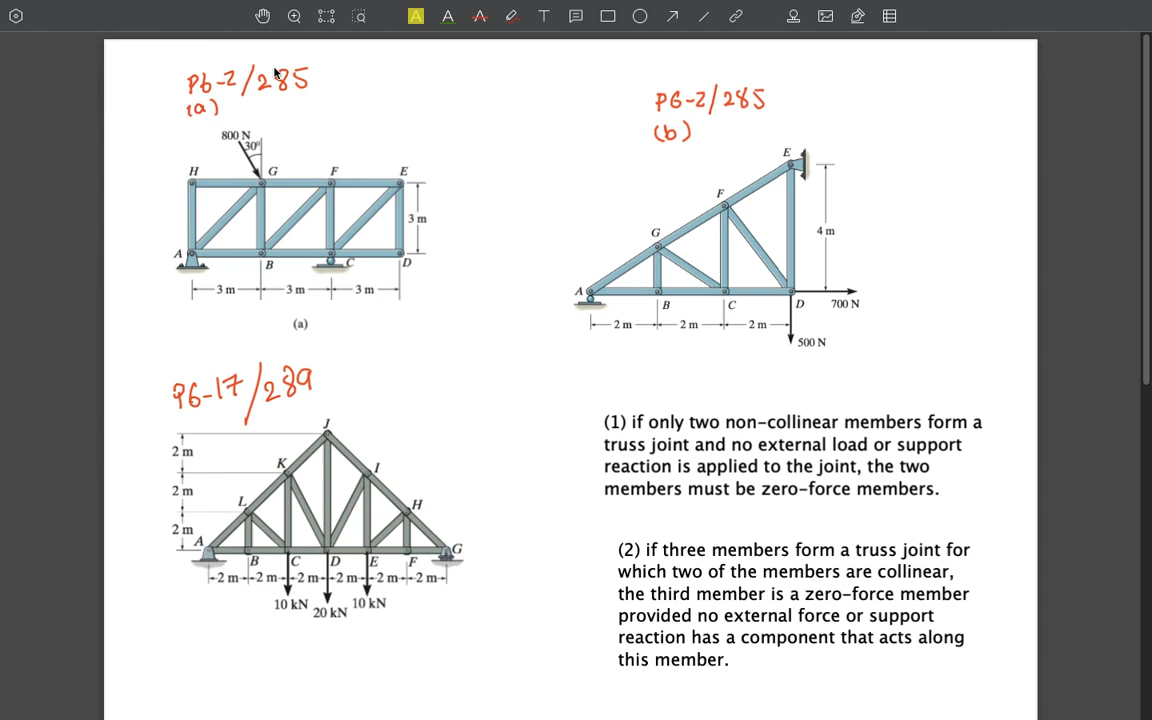 P6-2/285
(a)
800 N
30°
H G F E
3 m
A B C D
3 m 3 m 3 m
(a)
P6-2/285
(b)
E
F
4 m
G
A
B C D 700 N
2 m 2 m 2 m
500 N
P6-17/289
J
2 m
K I
2 m
L H
2 m
A G
B C D E F
2 m 2 m 2 m 2 m 2 m 2 m
10 kN 20 kN 10 kN
(1) if only two non-collinear members form a
truss joint and no external load or support
reaction is applied to the joint, the two
members must be zero-force members.
(2) if three members form a truss joint for
which two of the members are collinear,
the third member is a zero-force member
provided no external force or support
reaction has a component that acts along
this member.